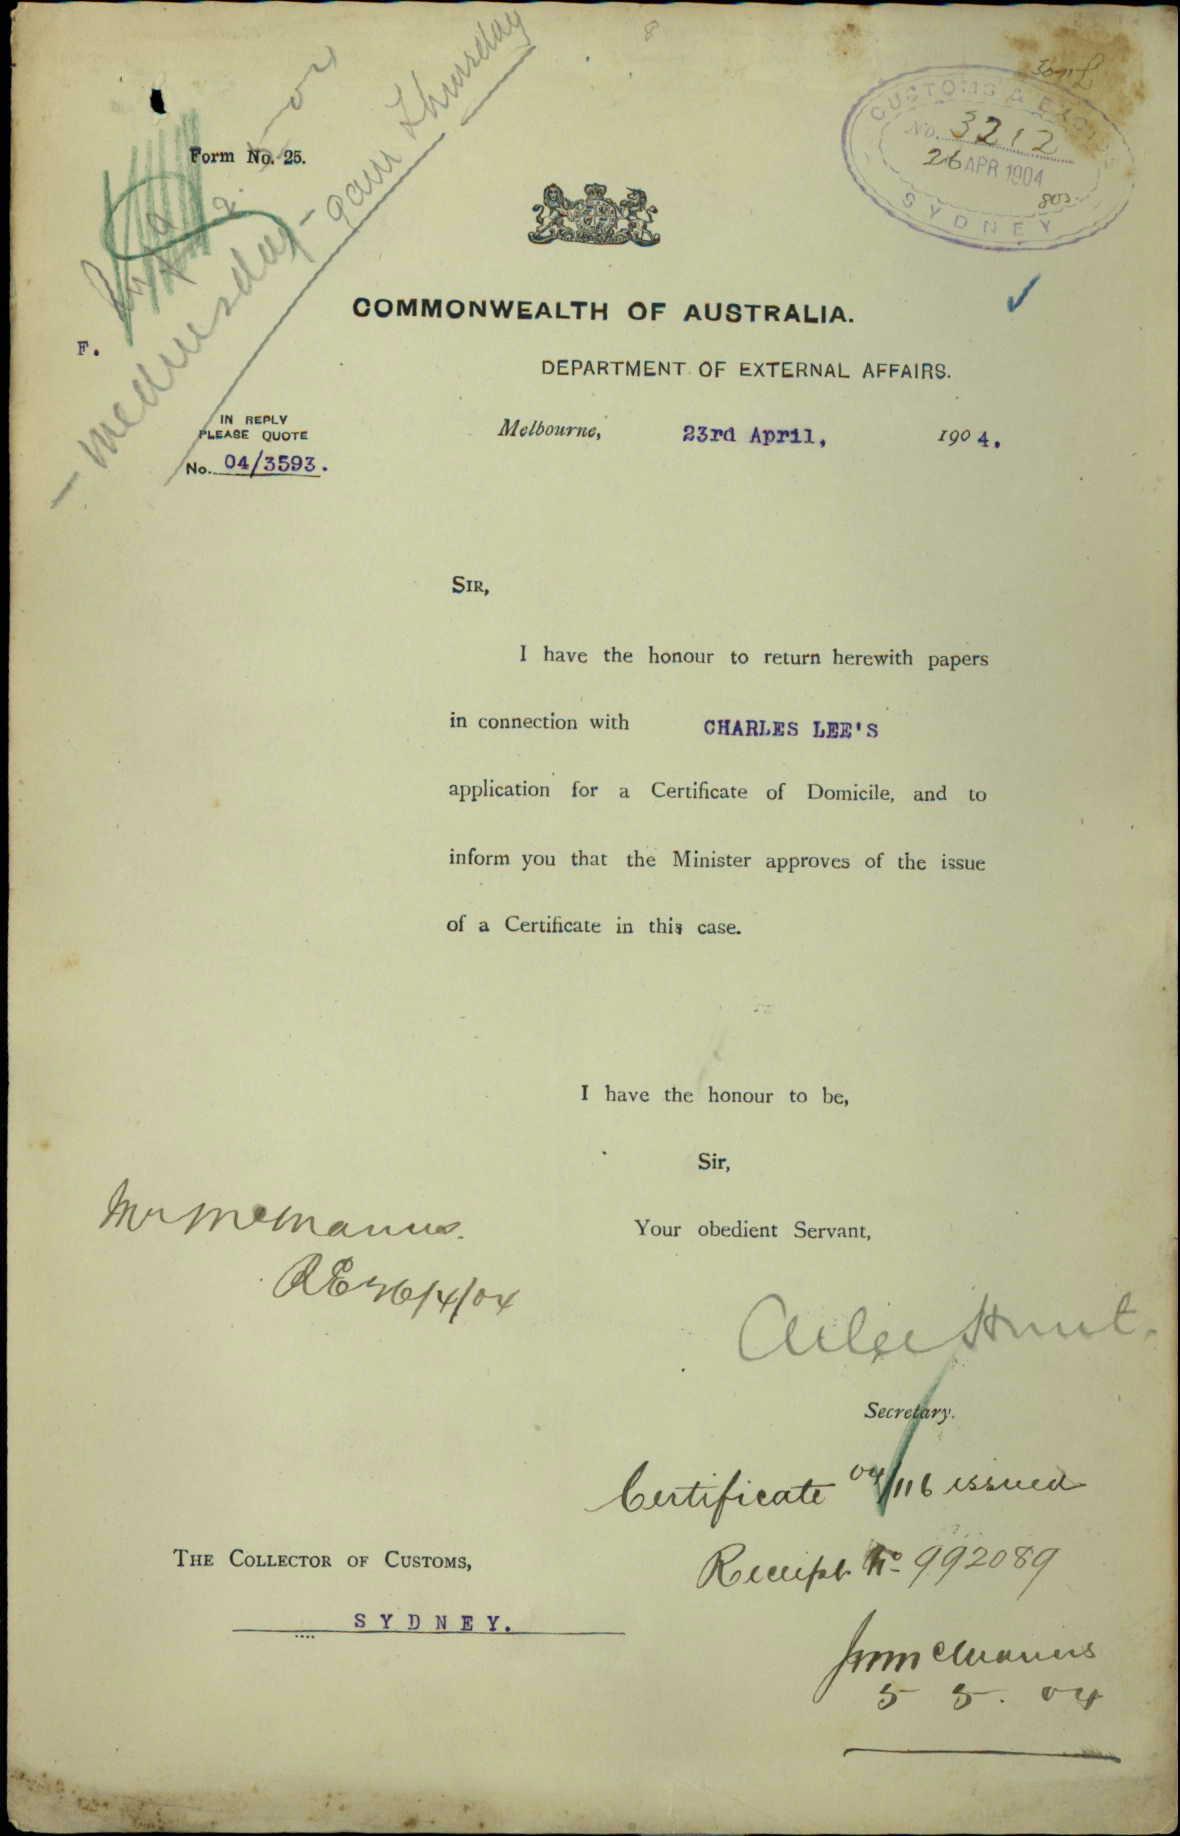 Form No. 25.
CUSTOMS & EXCISE
No. 3212
26 APR 1904
803
SYDNEY
Wednesday - 9am Thursday
COMMONWEALTH OF AUSTRALIA.
F.
DEPARTMENT OF EXTERNAL AFFAIRS.
IN REPLY
PLEASE QUOTE
No. 04/3593.
Melbourne, 23rd April, 1904.
SIR,
I have the honour to return herewith papers
in connection with CHARLES LEE'S
application for a Certificate of Domicile, and to
inform you that the Minister approves of the issue
of a Certificate in this case.
I have the honour to be,
Sir,
Your obedient Servant,
Mr McManus.
26/4/04
Atlee Hunt.
Secretary.
Certificate 04/116 issued
Receipt No 992089
THE COLLECTOR OF CUSTOMS,
SYDNEY.
McManus
5 5. 04